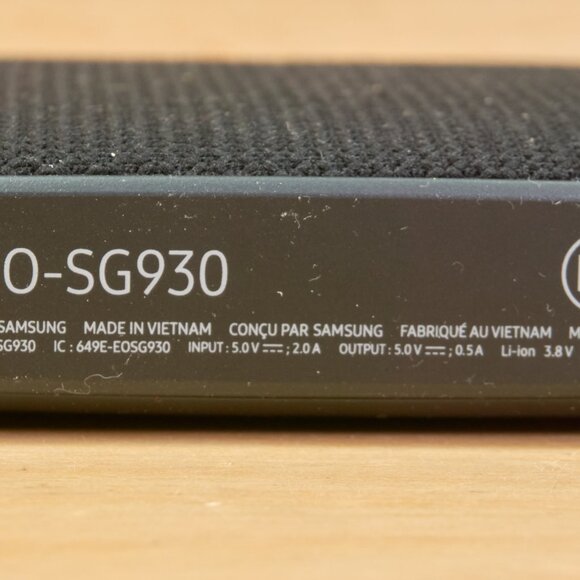 O-SG930
SAMSUNG MADE IN VIETNAM CONÇU PAR SAMSUNG FABRIQUÉ AU VIETNAM M
SG930 IC : 649E-EOSG930 INPUT : 5.0 V ⎓ ; 2.0 A OUTPUT : 5.0 V ⎓ ; 0.5 A Li-ion 3.8 V